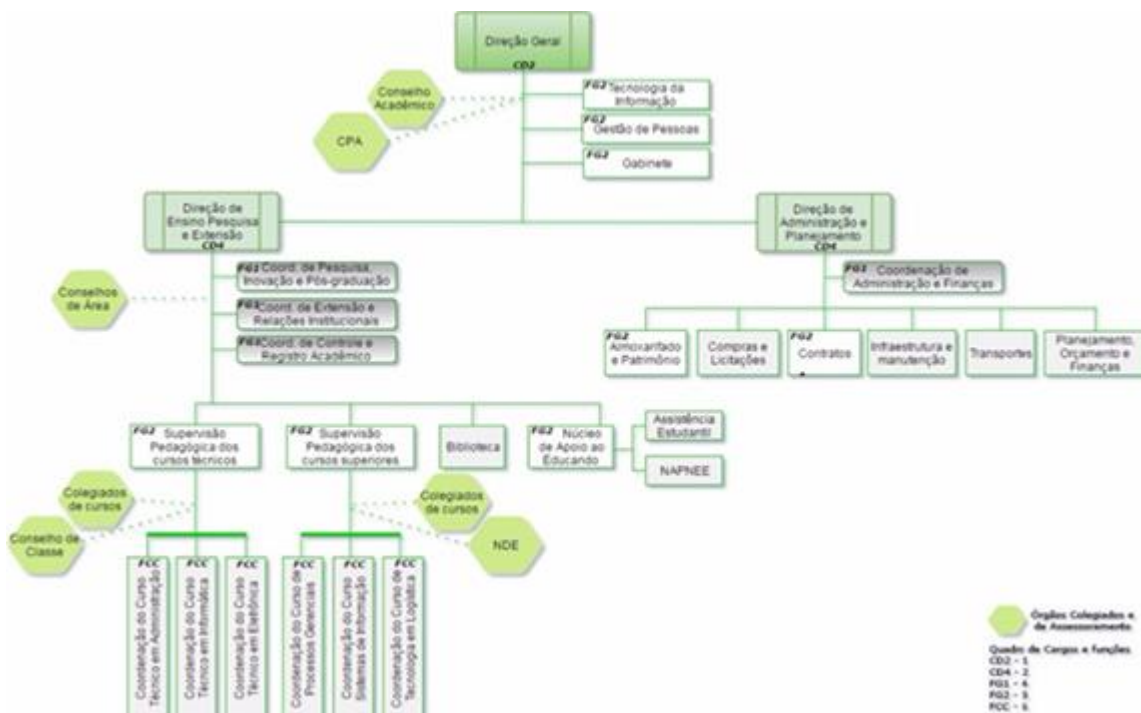 Direção Geral
CD2
Conselho
Acadêmico
CPA
FG2
Tecnologia da
Informação
FG2
Gestão de Pessoas
FG2
Gabinete
Direção de
Ensino Pesquisa
e Extensão
CD4
Direção de
Administração e
Planejamento
CD4
Conselhos
de Área
FG1 Coord. de Pesquisa,
Inovação e Pós-graduação
FG1 Coord. de Extensão e
Relações Institucionais
FG1 Coord. de Controle e
Registro Acadêmico
FG1 Coordenação de
Administração e Finanças
FG2
Almoxarifado
e Patrimônio
Compras e
Licitações
FG2
Contratos
Infraestrutura e
manutenção
Transportes
Planejamento,
Orçamento e
Finanças
FG2 Supervisão
Pedagógica dos
cursos técnicos
FG2 Supervisão
Pedagógica dos
cursos superiores
Biblioteca
FG2 Núcleo
de Apoio ao
Educando
Assistência
Estudantil
NAPNEE
Colegiados
de cursos
Conselho de
Classe
Colegiados
de cursos
NDE
FCC
Coordenação do Curso
Técnico em Administração
FCC
Coordenação do Curso
Técnico em Informática
FCC
Coordenação do Curso
Técnico em Eletrônica
FCC
Coordenação do Curso de
Processos Gerenciais
FCC
Coordenação do Curso
Sistemas de Informação
FCC
Coordenação do Curso de
Tecnologia em Logística
Órgãos Colegiados e
de Assessoramento
Quadro de Cargos e funções
CD2 - 1
CD4 - 2
FG1 - 4
FG2 -
FCC - 6